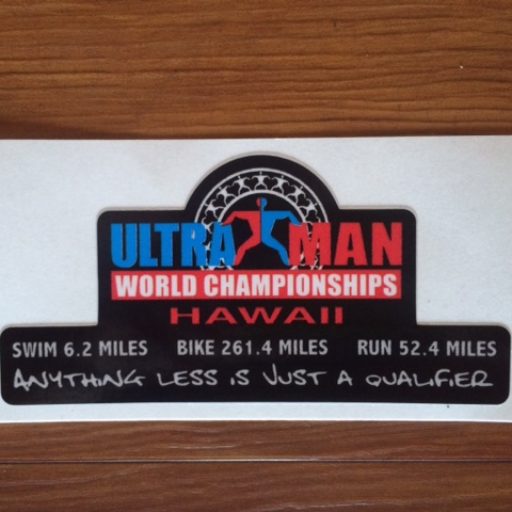 ULTRA MAN
WORLD CHAMPIONSHIPS
HAWAII
SWIM 6.2 MILES BIKE 261.4 MILES RUN 52.4 MILES
ANYTHING LESS IS JUST A QUALIFIER